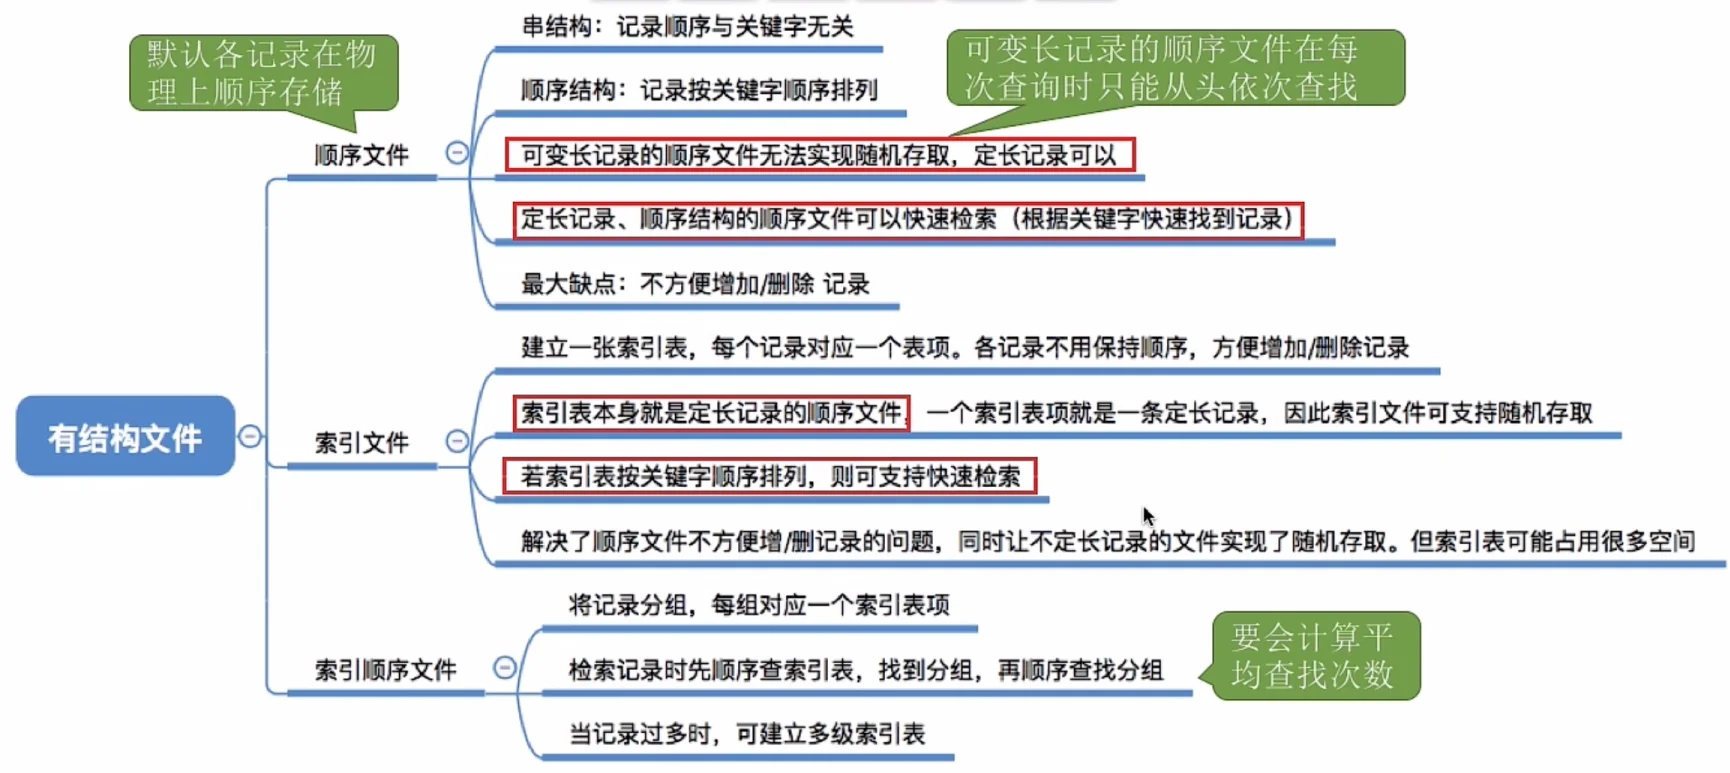 串结构：记录顺序与关键字无关
默认各记录在物
理上顺序存储
可变长记录的顺序文件在每
次查询时只能从头依次查找
顺序结构：记录按关键字顺序排列
顺序文件
可变长记录的顺序文件无法实现随机存取，定长记录可以
定长记录、顺序结构的顺序文件可以快速检索（根据关键字快速找到记录）
最大缺点：不方便增加/删除 记录
建立一张索引表，每个记录对应一个表项。各记录不用保持顺序，方便增加/删除记录
有结构文件
索引文件
索引表本身就是定长记录的顺序文件，一个索引表项就是一条定长记录，因此索引文件可支持随机存取
若索引表按关键字顺序排列，则可支持快速检索
解决了顺序文件不方便增/删记录的问题，同时让不定长记录的文件实现了随机存取。但索引表可能占用很多空间
将记录分组，每组对应一个索引表项
索引顺序文件
检索记录时先顺序查索引表，找到分组，再顺序查找分组
要会计算平
均查找次数
当记录过多时，可建立多级索引表